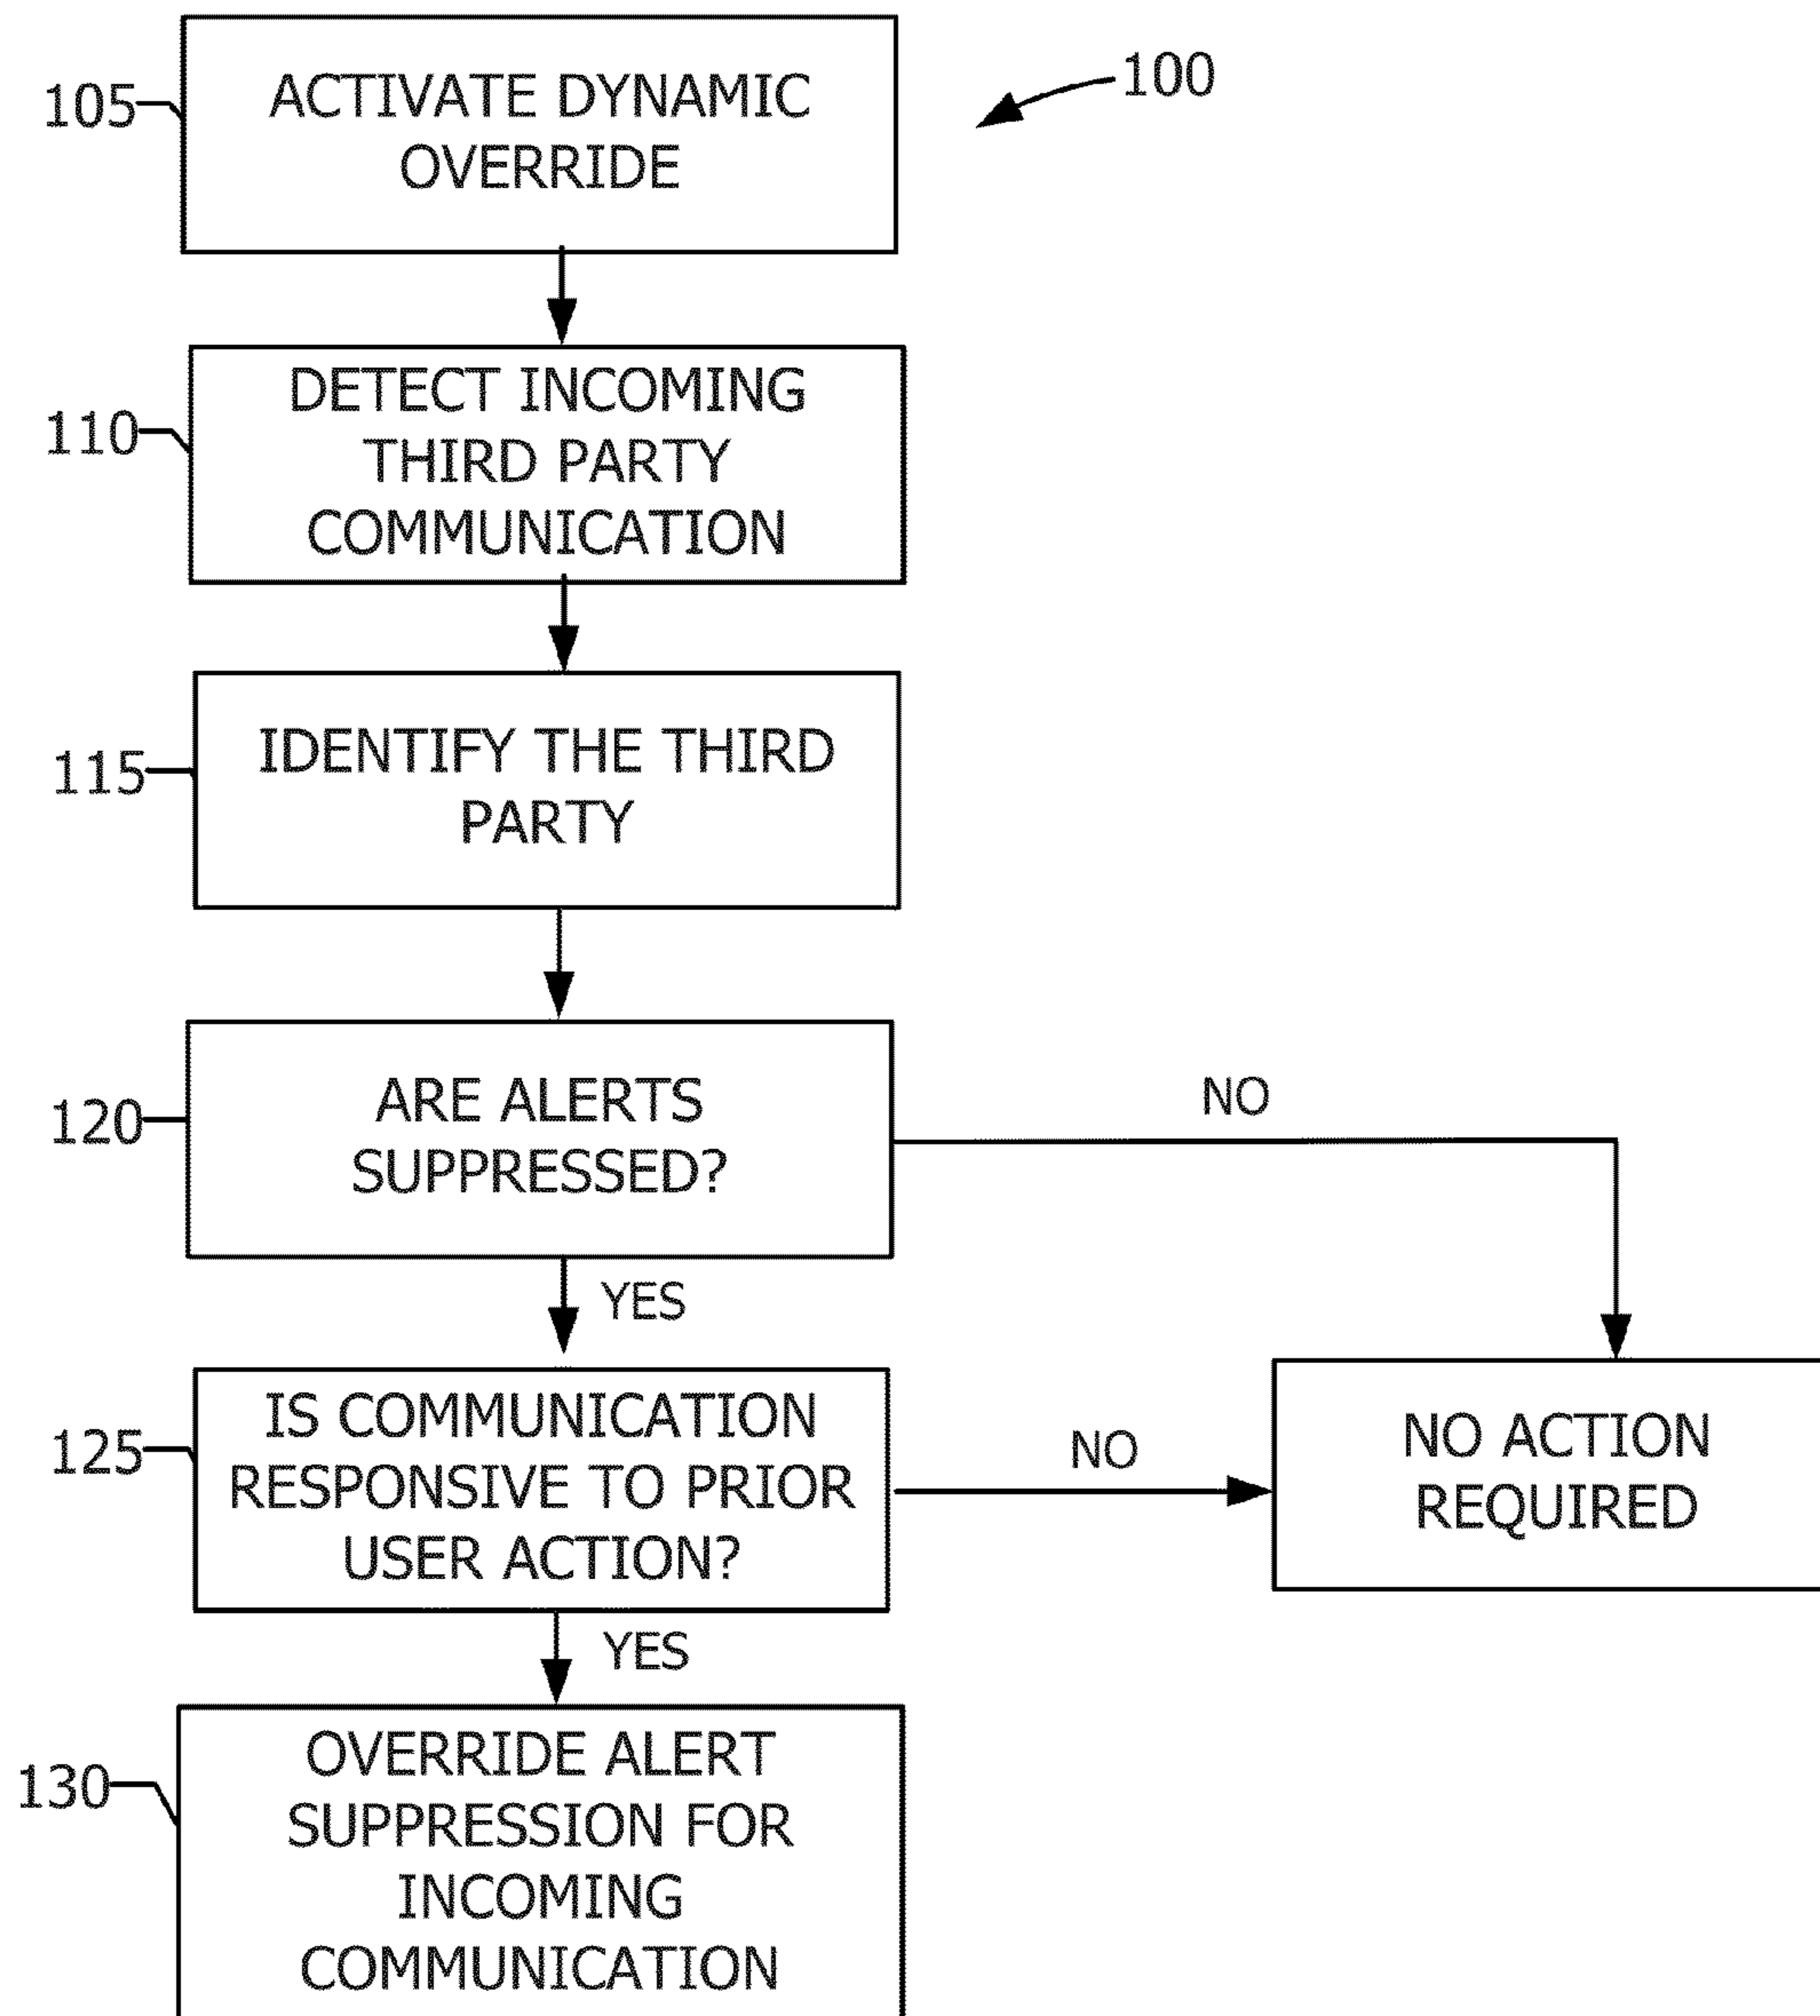 100
105
ACTIVATE DYNAMIC
OVERRIDE
110
DETECT INCOMING
THIRD PARTY
COMMUNICATION
115
IDENTIFY THE THIRD
PARTY
120
ARE ALERTS
SUPPRESSED?
NO
YES
125
IS COMMUNICATION
RESPONSIVE TO PRIOR
USER ACTION?
NO
NO ACTION
REQUIRED
YES
130
OVERRIDE ALERT
SUPPRESSION FOR
INCOMING
COMMUNICATION